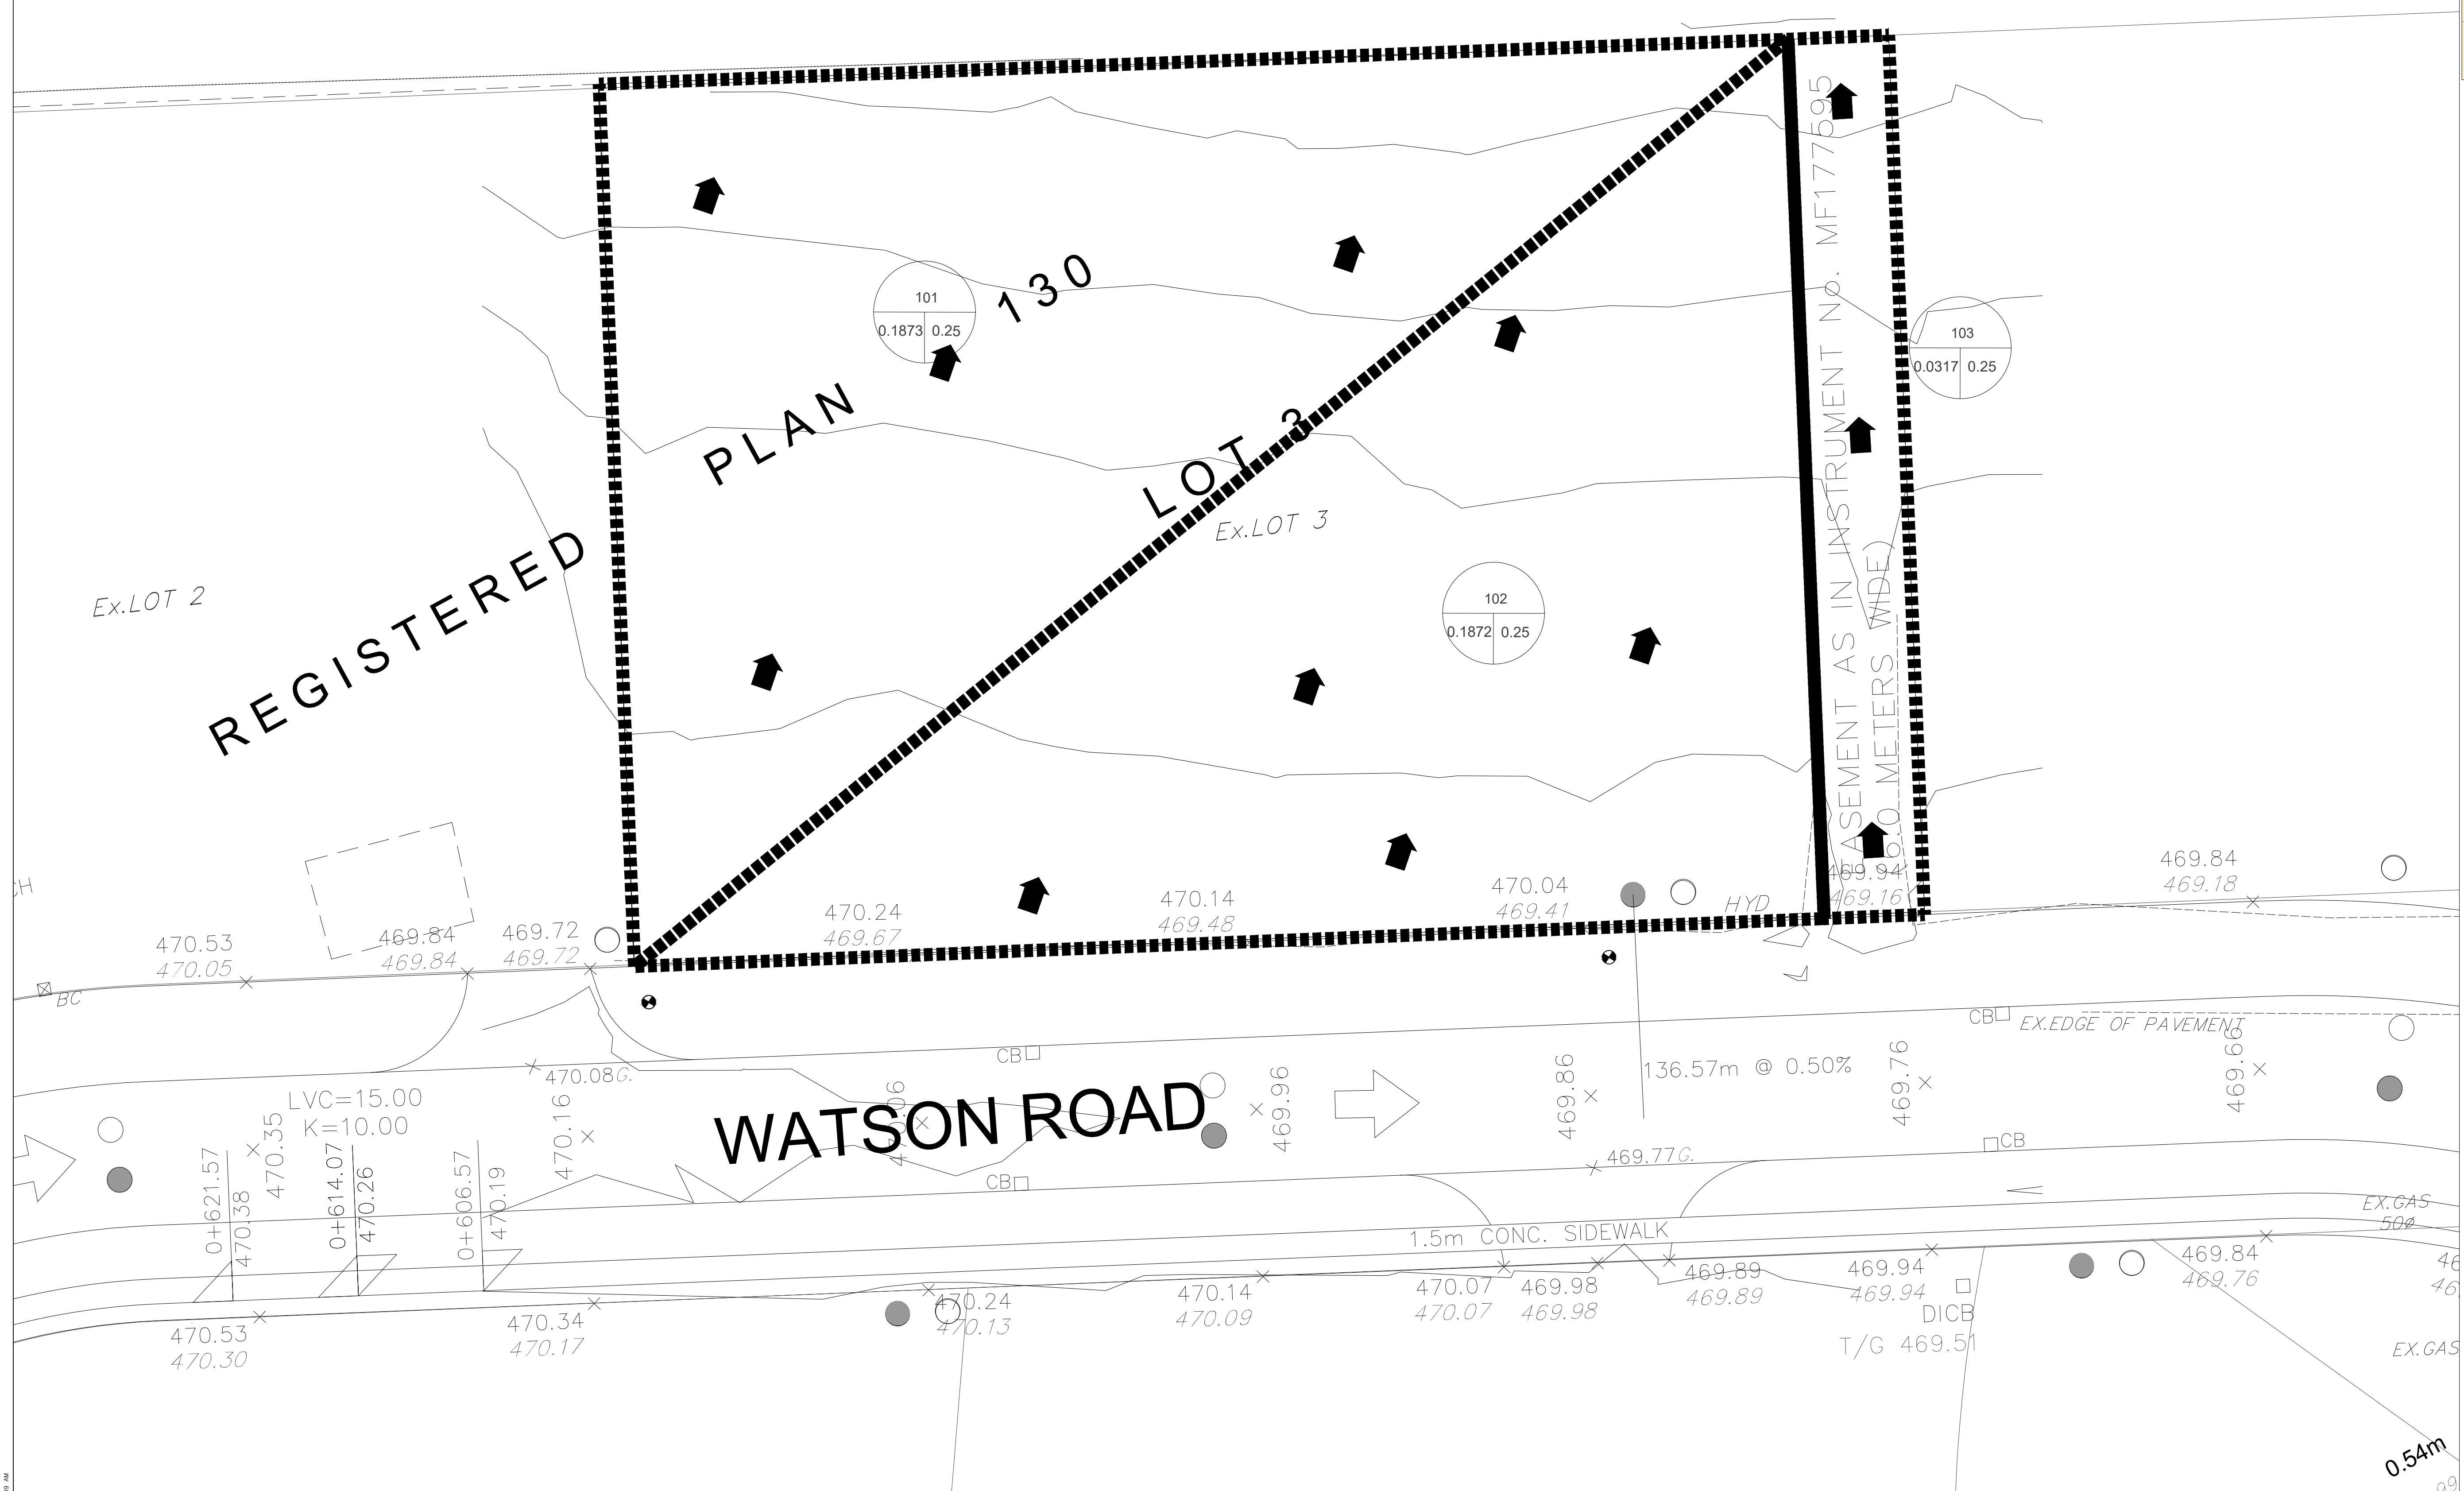 EASEMENT AS IN INSTRUMENT No. MF177595
6.0 METERS WIDE)
REGISTERED PLAN 130
LOT 3
101
0.1873 0.25
103
0.0317 0.25
Ex.LOT 3
Ex.LOT 2
102
0.1872 0.25
470.53
470.05
469.84
469.84
469.72
469.72
470.24
469.67
470.14
469.48
470.04
469.41
HYD
469.94
469.16
469.84
469.18
BC
CB
CB
EX.EDGE OF PAVEMENT
470.08G.
LVC=15.00
K=10.00
0+621.57
470.38
470.35
0+614.07
470.26
0+606.57
470.19
470.16
WATSON ROAD
470.06
469.96
469.86
136.57m @ 0.50%
469.76
469.66
469.77G.
CB
CB
1.5m CONC. SIDEWALK
EX.GAS
50ø
470.53
470.30
470.34
470.17
470.24
470.13
470.14
470.09
470.07
470.07
469.98
469.98
469.89
469.89
469.94
469.94
DICB
T/G 469.51
469.84
469.76
EX.GAS
0.54m